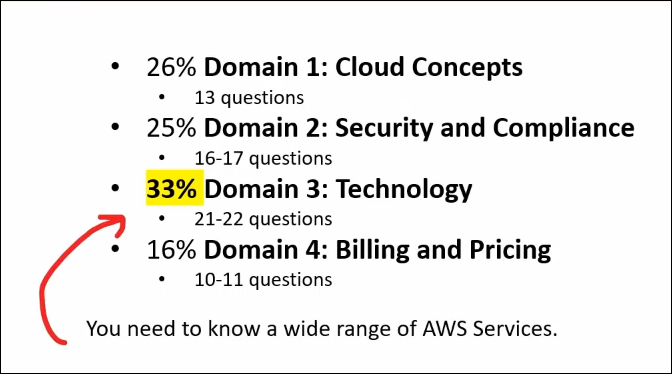 • 26% Domain 1: Cloud Concepts
• 13 questions
• 25% Domain 2: Security and Compliance
• 16-17 questions
• 33% Domain 3: Technology
• 21-22 questions
• 16% Domain 4: Billing and Pricing
• 10-11 questions
You need to know a wide range of AWS Services.